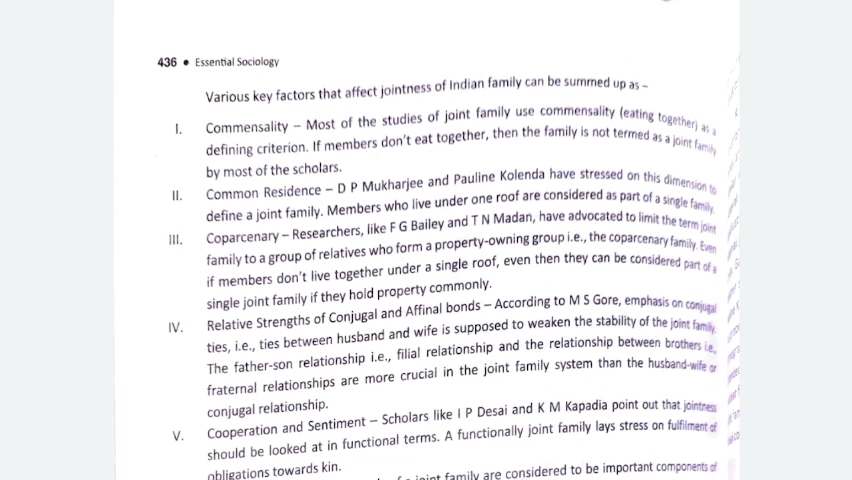 436 • Essential Sociology
Various key factors that affect jointness of Indian family can be summed up as –
I. Commensality – Most of the studies of joint family use commensality (eating together) as a
defining criterion. If members don't eat together, then the family is not termed as a joint family
by most of the scholars.
II. Common Residence – D P Mukharjee and Pauline Kolenda have stressed on this dimension to
define a joint family. Members who live under one roof are considered as part of a single family.
III. Coparcenary – Researchers, like F G Bailey and T N Madan, have advocated to limit the term joint
family to a group of relatives who form a property-owning group i.e., the coparcenary family. Even
if members don't live together under a single roof, even then they can be considered part of a
single joint family if they hold property commonly.
IV. Relative Strengths of Conjugal and Affinal bonds – According to M S Gore, emphasis on conjugal
ties, i.e., ties between husband and wife is supposed to weaken the stability of the joint family.
The father-son relationship i.e., filial relationship and the relationship between brothers i.e.,
fraternal relationships are more crucial in the joint family system than the husband-wife or
conjugal relationship.
V. Cooperation and Sentiment – Scholars like I P Desai and K M Kapadia point out that jointness
should be looked at in functional terms. A functionally joint family lays stress on fulfilment of
obligations towards kin.
joint family are considered to be important components of